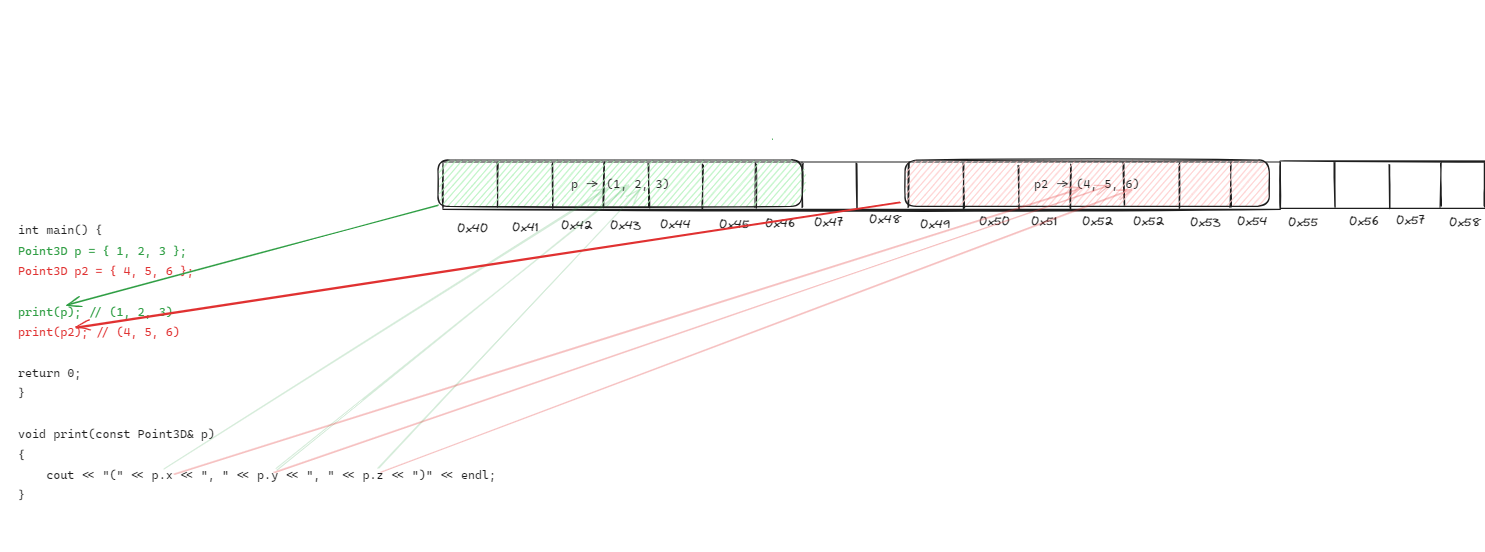 p -> (1, 2, 3)
p2 -> (4, 5, 6)
0x40 0x41 0x42 0x43 0x44 0x45 0x46 0x47 0x48 0x49 0x50 0x51 0x52 0x52 0x53 0x54 0x55 0x56 0x57 0x58
int main() {
Point3D p = { 1, 2, 3 };
Point3D p2 = { 4, 5, 6 };
print(p); // (1, 2, 3)
print(p2); // (4, 5, 6)
return 0;
}
void print(const Point3D& p)
{
    cout << "(" << p.x << ", " << p.y << ", " << p.z << ")" << endl;
}